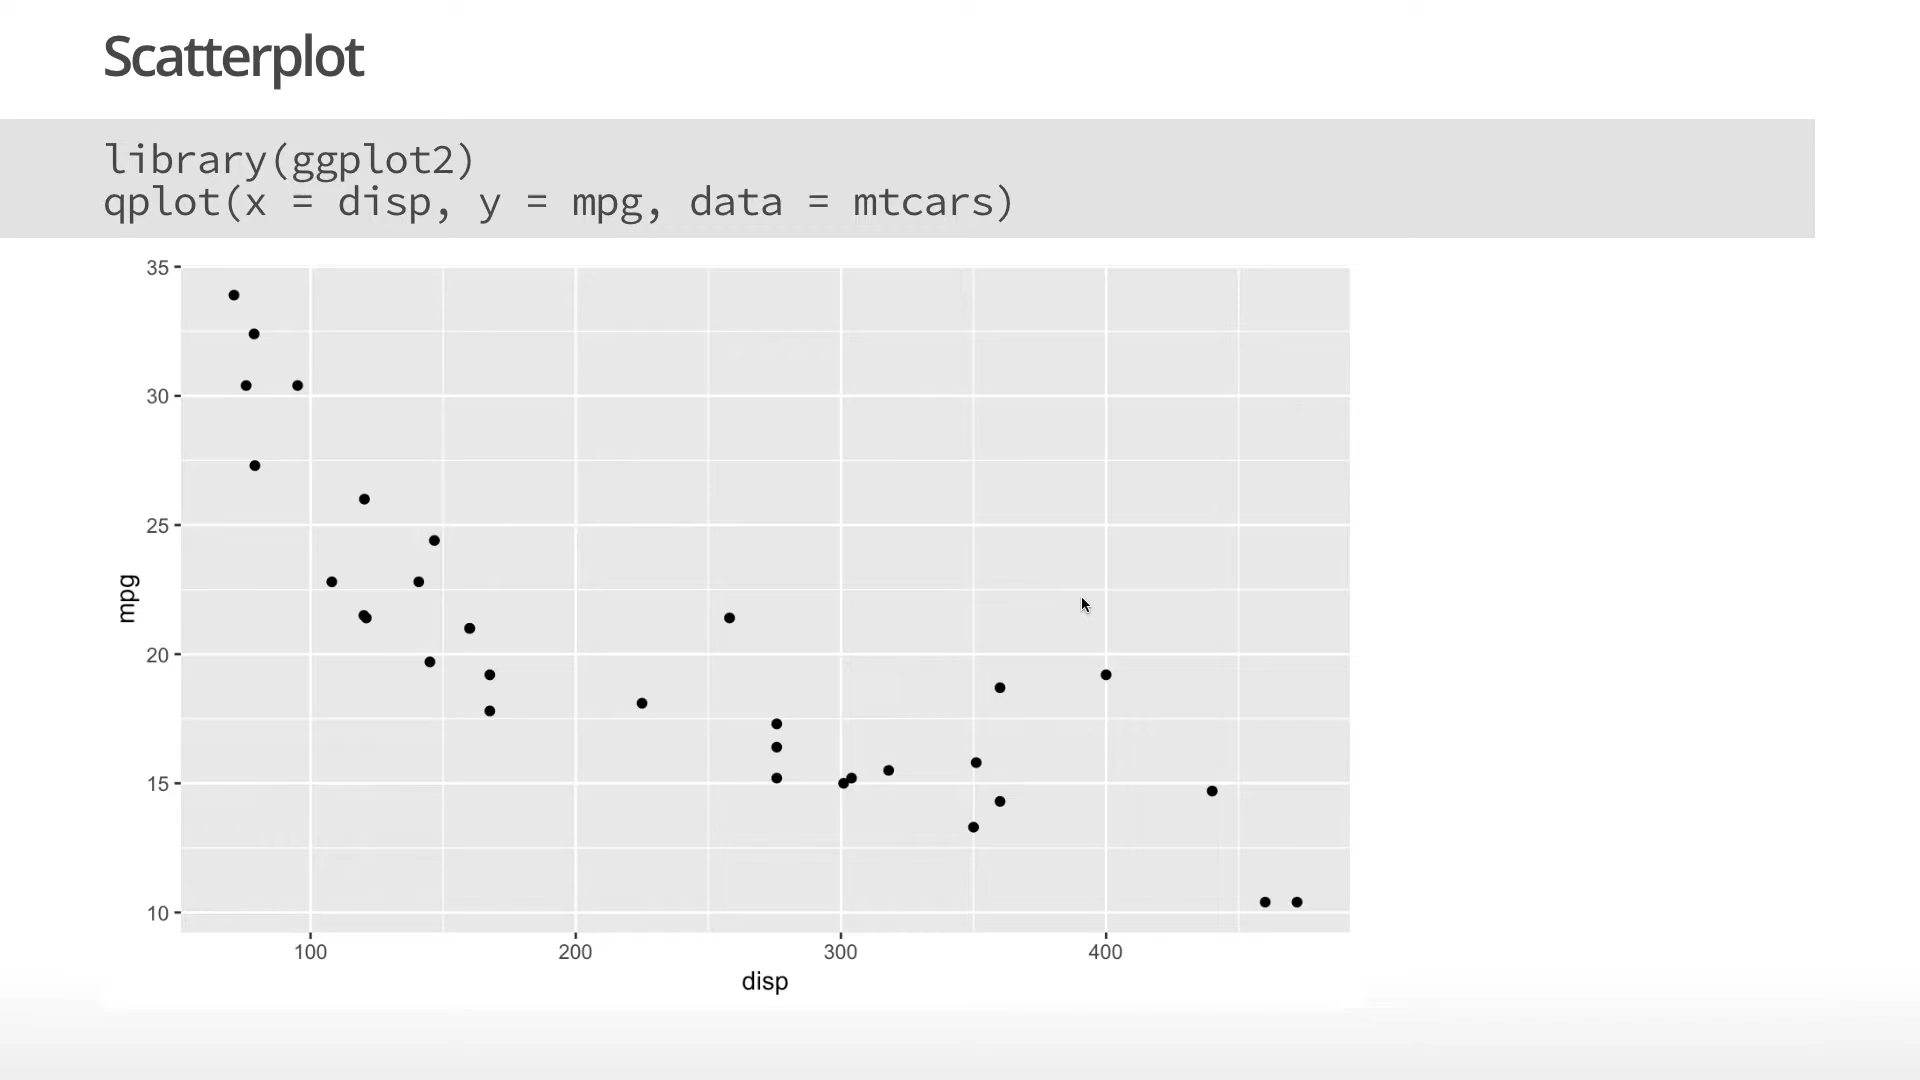 Scatterplot
library(ggplot2)
qplot(x = disp, y = mpg, data = mtcars)
35
30
25
20
15
10
mpg
100 200 300 400
disp